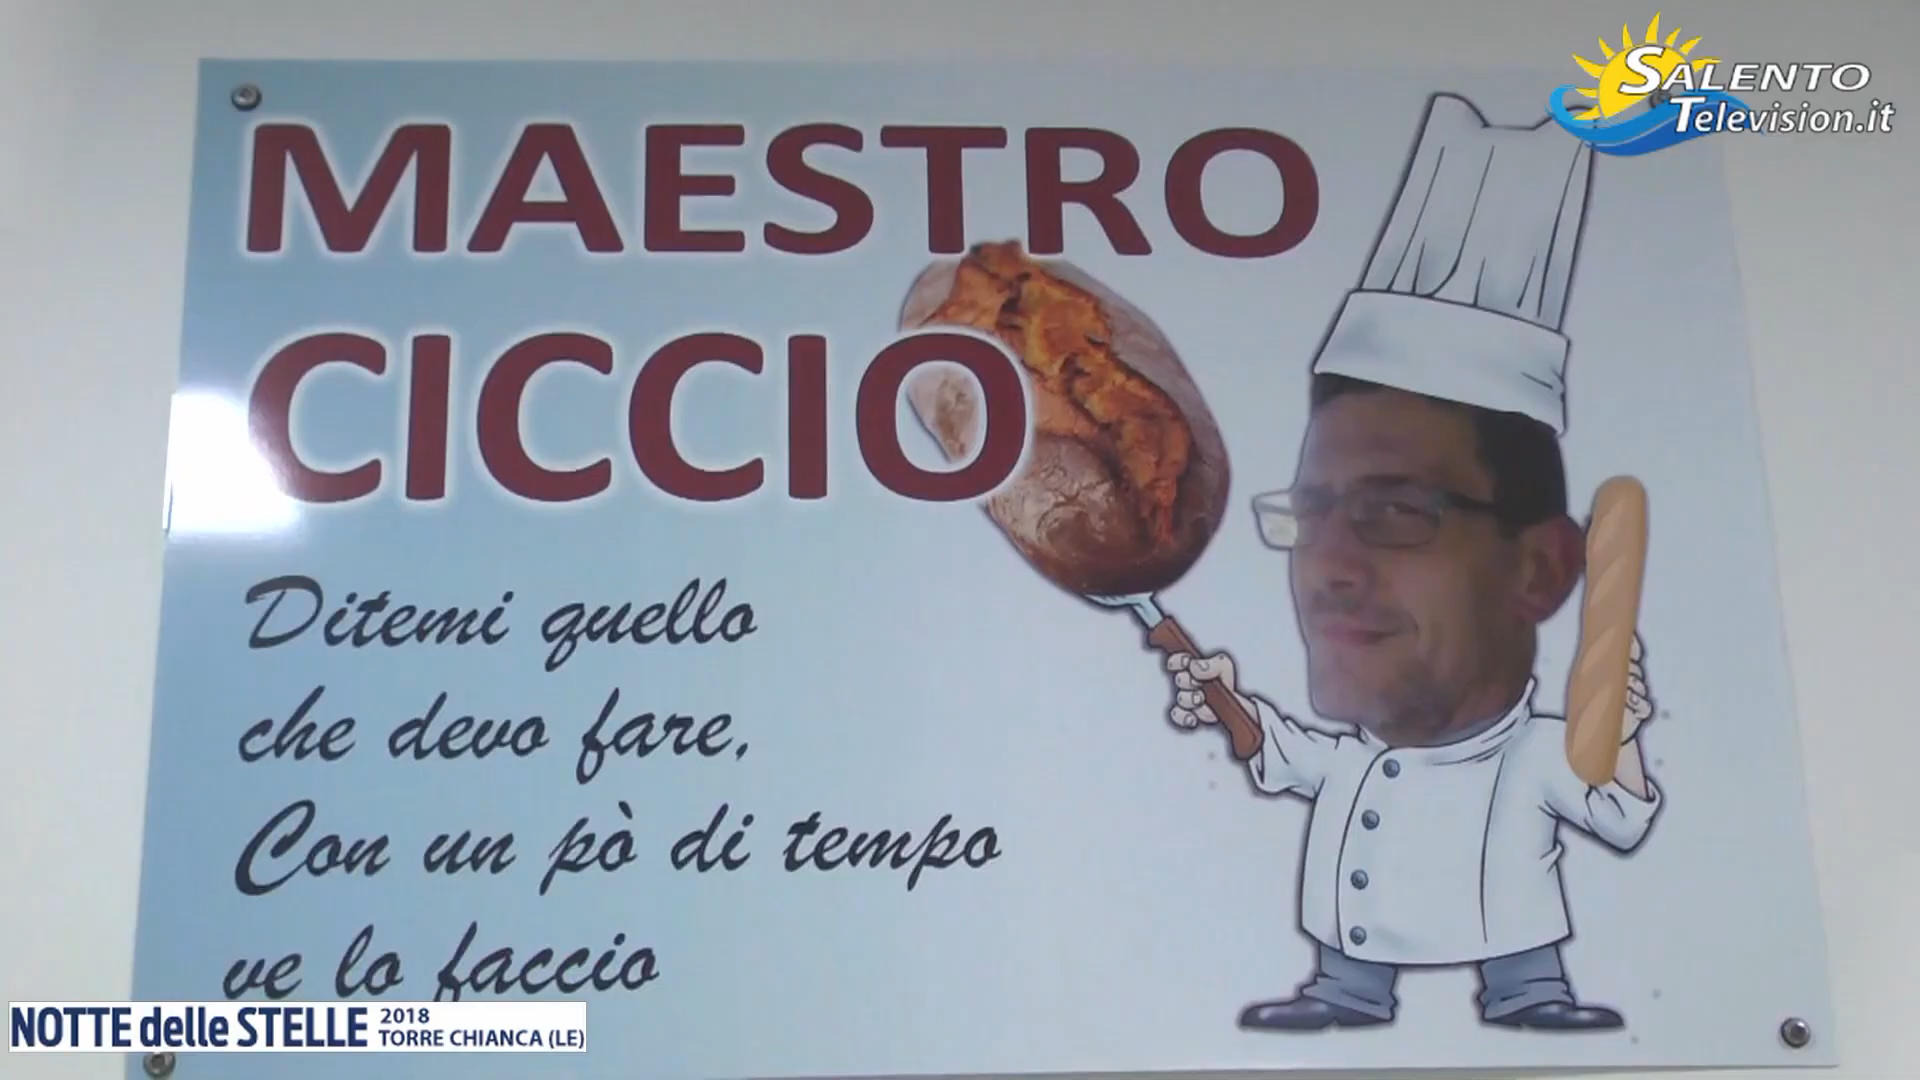 SALENTO
Television.it
MAESTRO
CICCIO
Ditemi quello
che devo fare,
Con un pò di tempo
ve lo faccio
NOTTE delle STELLE 2018
TORRE CHIANCA (LE)